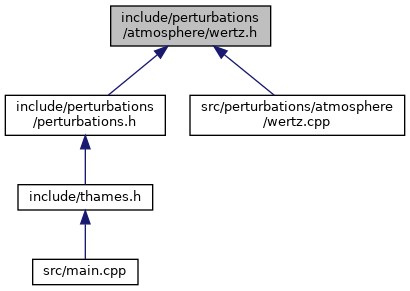 include/perturbations
/atmosphere/wertz.h
include/perturbations
/perturbations.h
src/perturbations/atmosphere
/wertz.cpp
include/thames.h
src/main.cpp